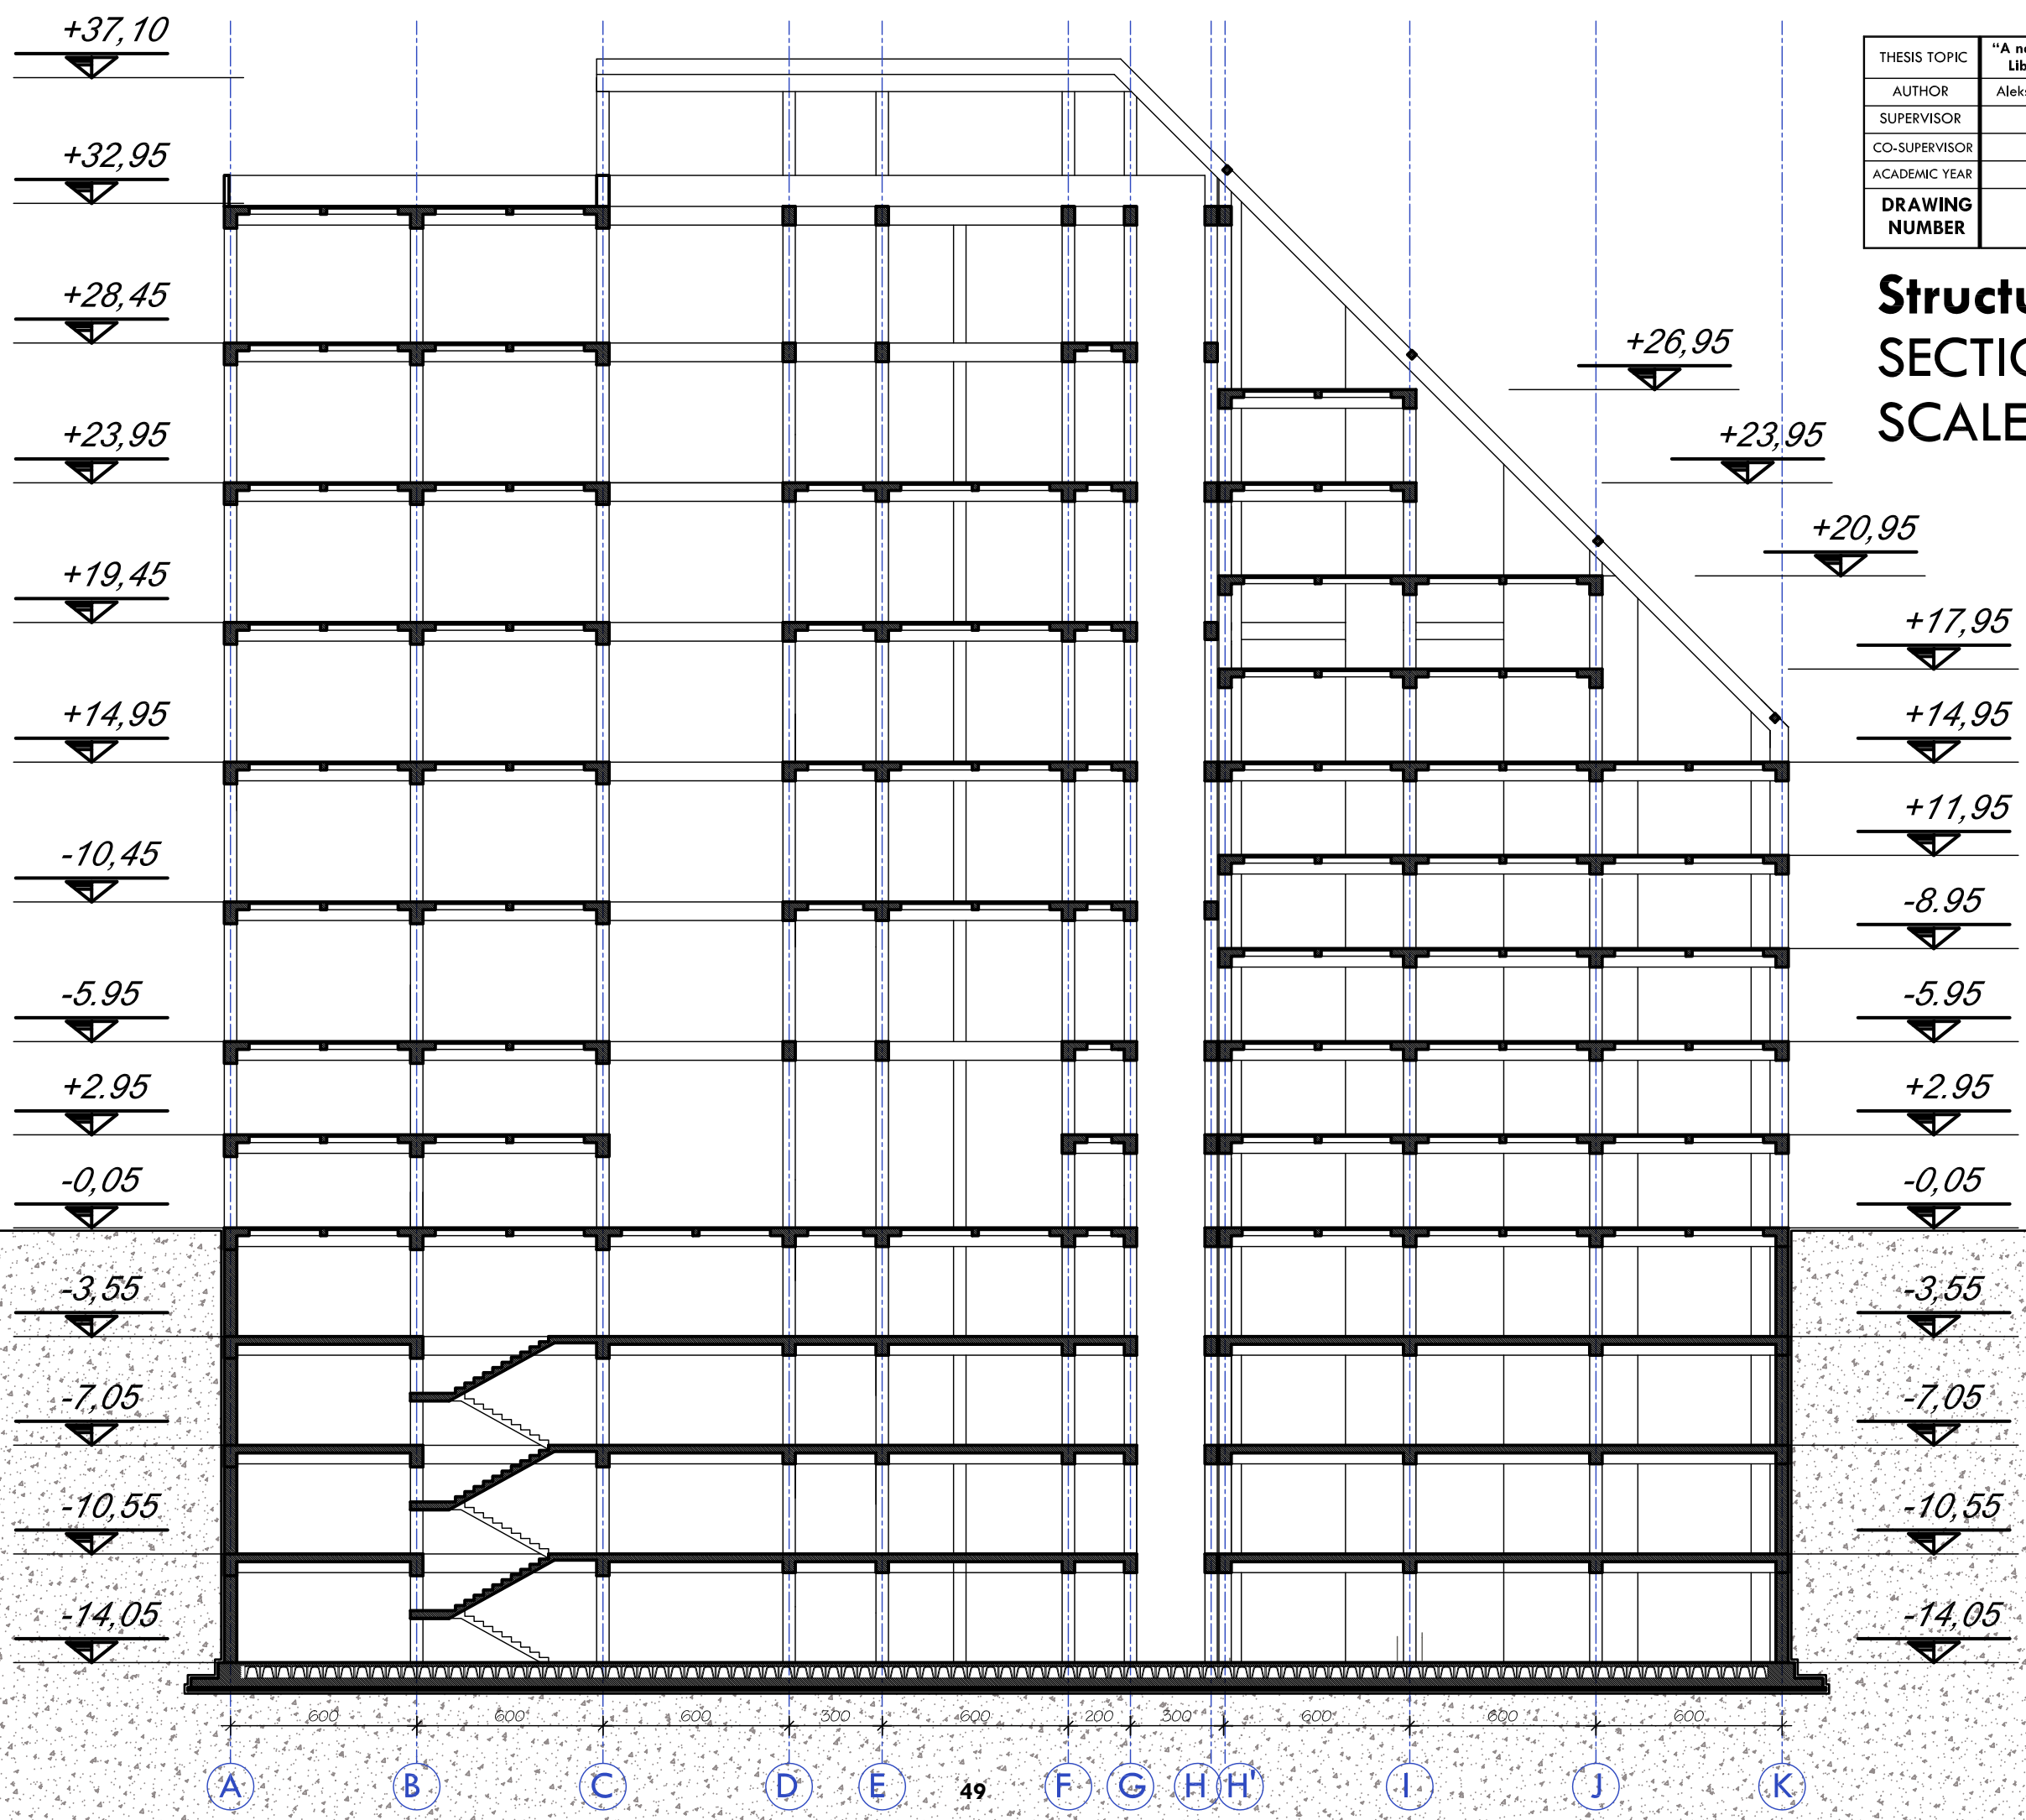 +37,10
+32,95
+28,45
+23,95
+19,45
+14,95
-10,45
-5.95
+2.95
-0,05
-3,55
-7,05
-10,55
-14,05
THESIS TOPIC
AUTHOR
SUPERVISOR
CO-SUPERVISOR
ACADEMIC YEAR
DRAWING
NUMBER
SCALE
+26,95
+23,95
+20,95
+17,95
+14,95
+11,95
-8.95
-5.95
+2.95
-0,05
-3,55
-7,05
-10,55
-14,05
600 600 600 300 600 200 300 600 600 600
A B C D E F G H H' I J K
49